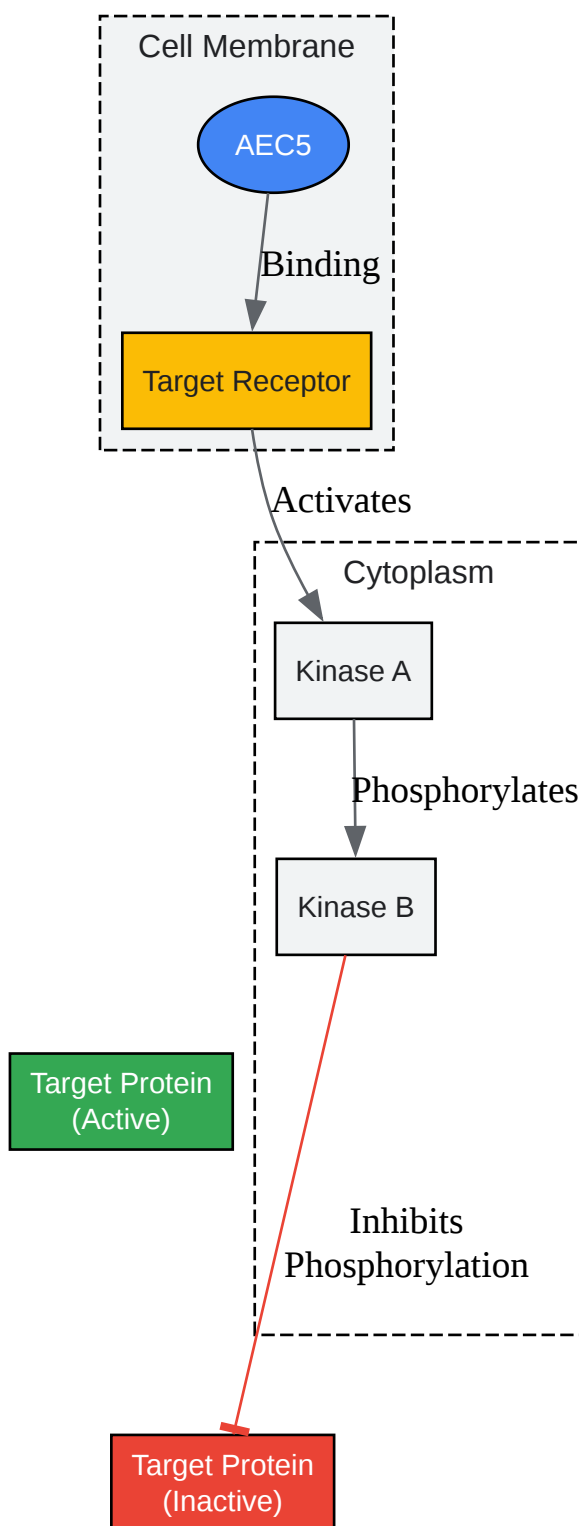 Cell Membrane
AEC5
Binding
Target Receptor
Activates
Cytoplasm
Kinase A
Phosphorylates
Kinase B
Target Protein
(Active)
Inhibits
Phosphorylation
Target Protein
(Inactive)